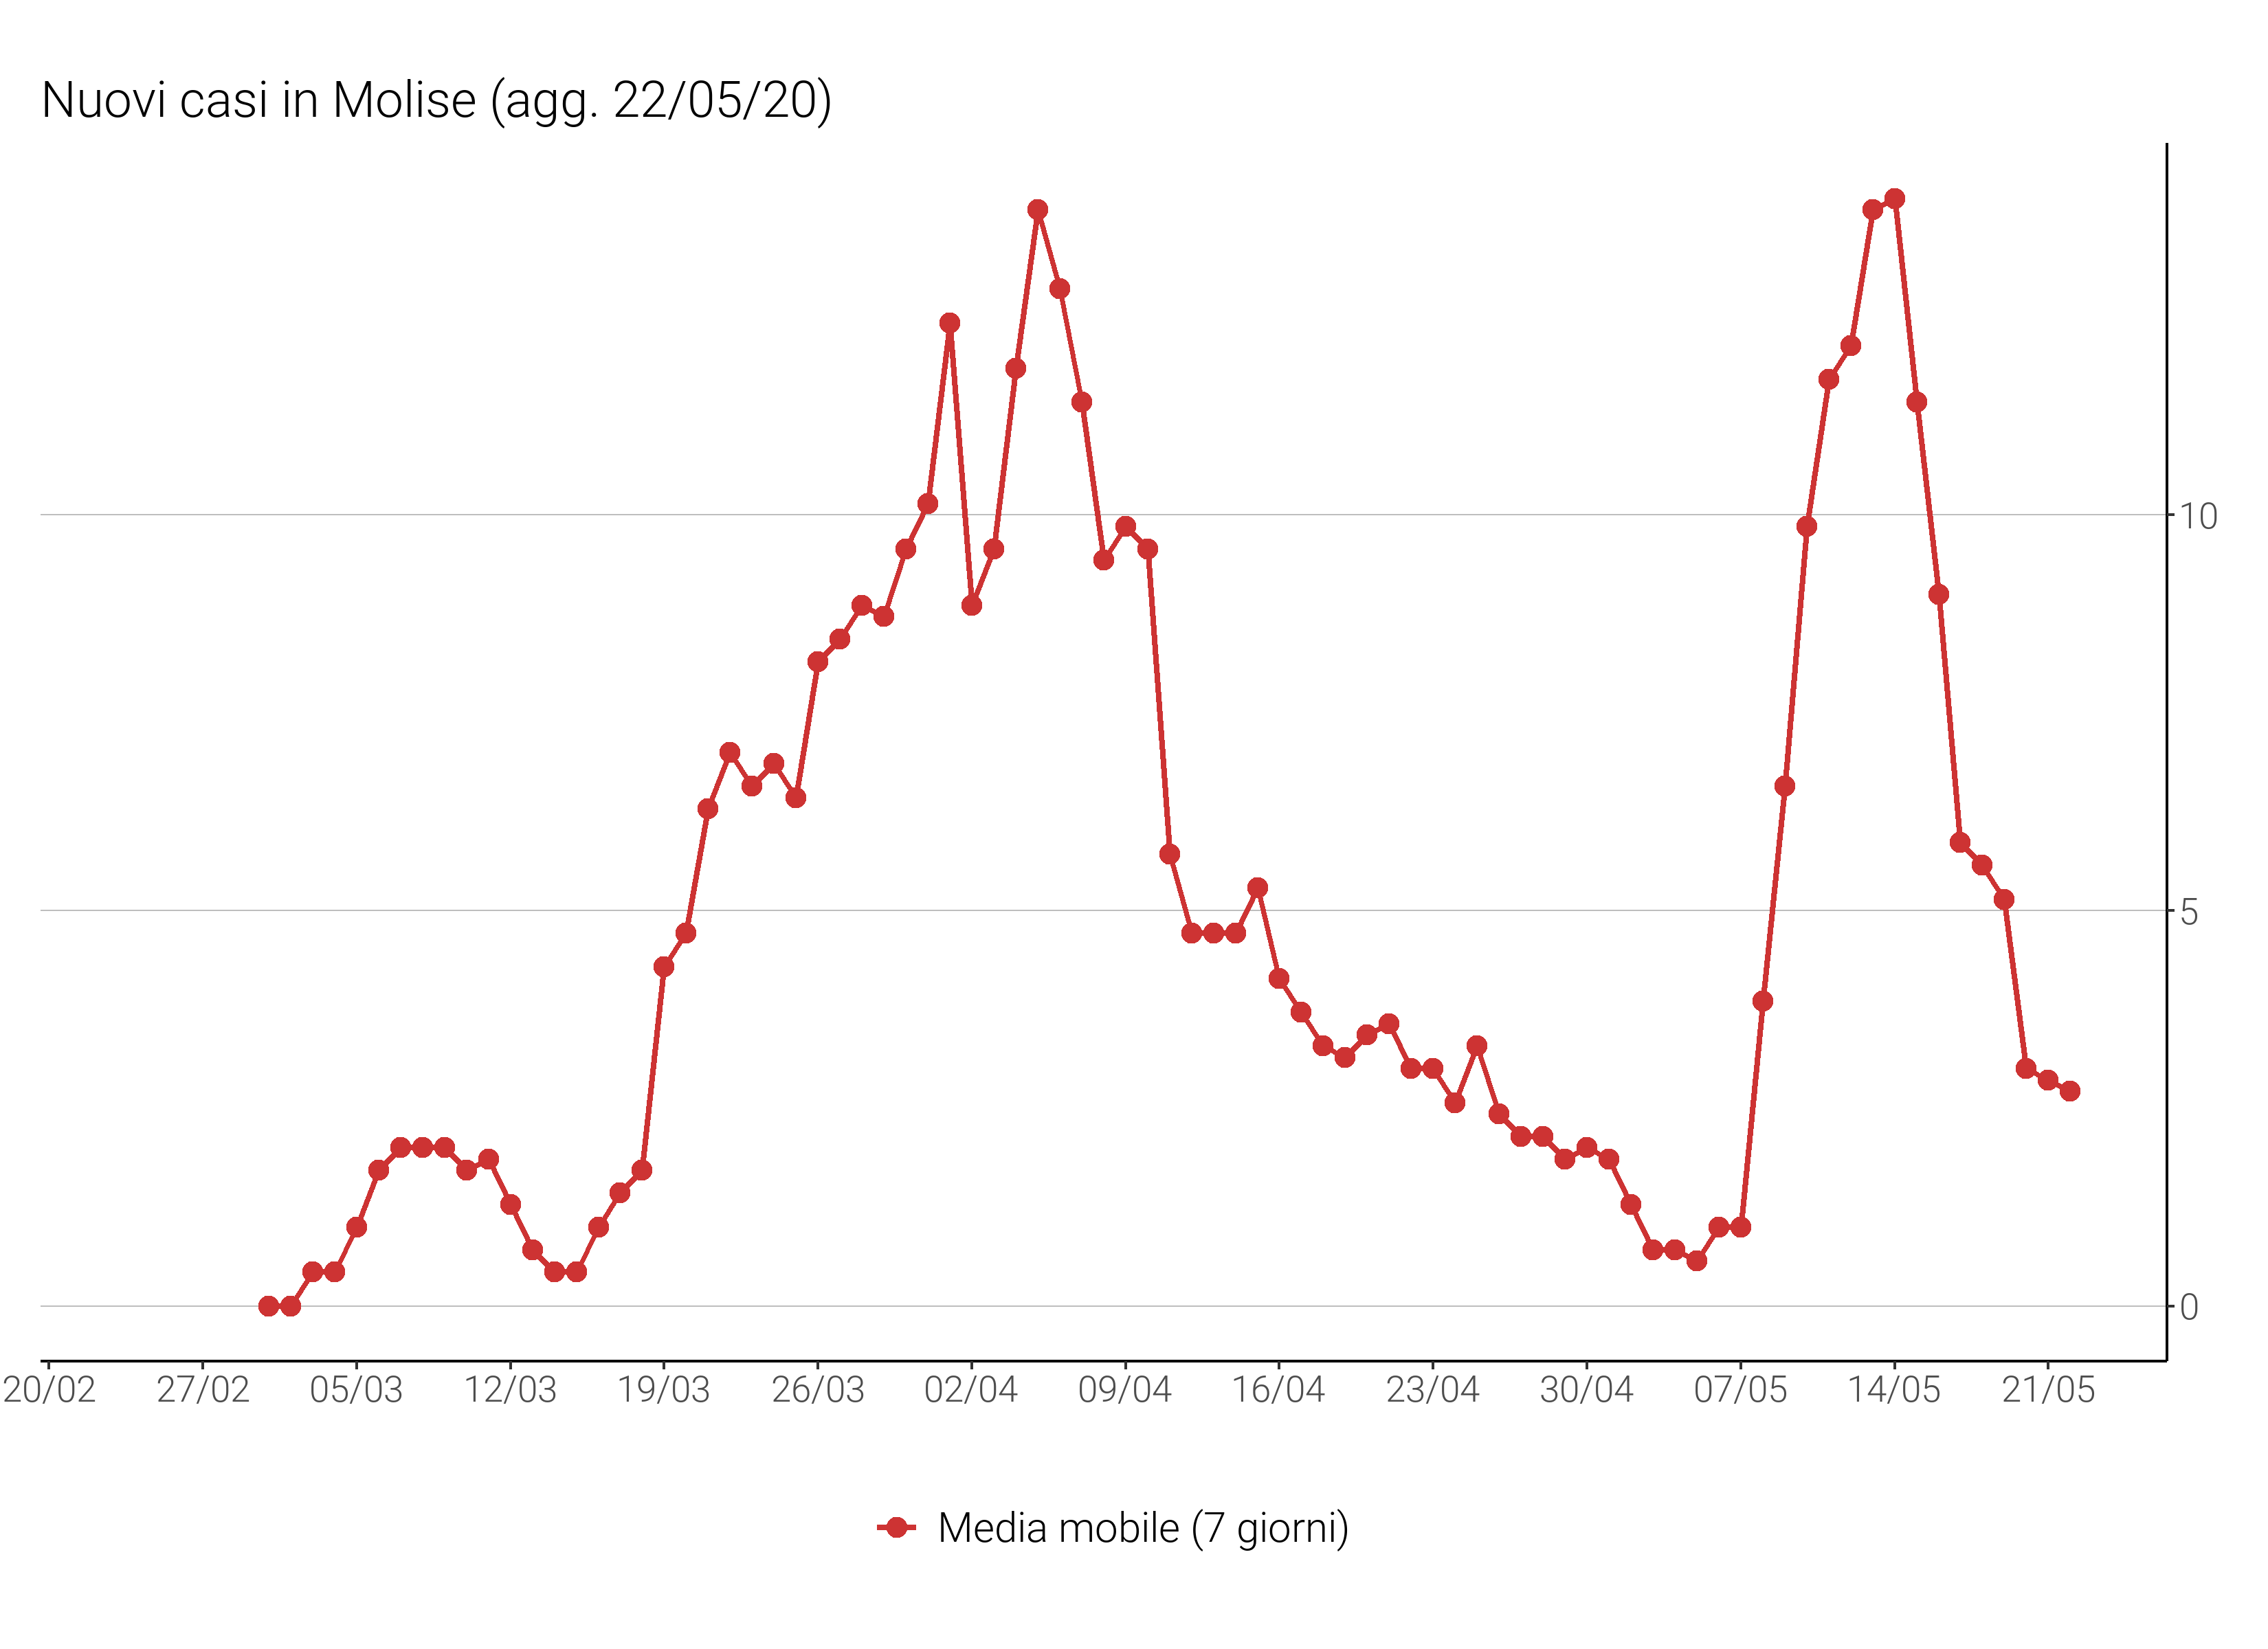 Nuovi casi in Molise (agg. 22/05/20)
10
5
0
20/02 27/02 05/03 12/03 19/03 26/03 02/04 09/04 16/04 23/04 30/04 07/05 14/05 21/05
Media mobile (7 giorni)